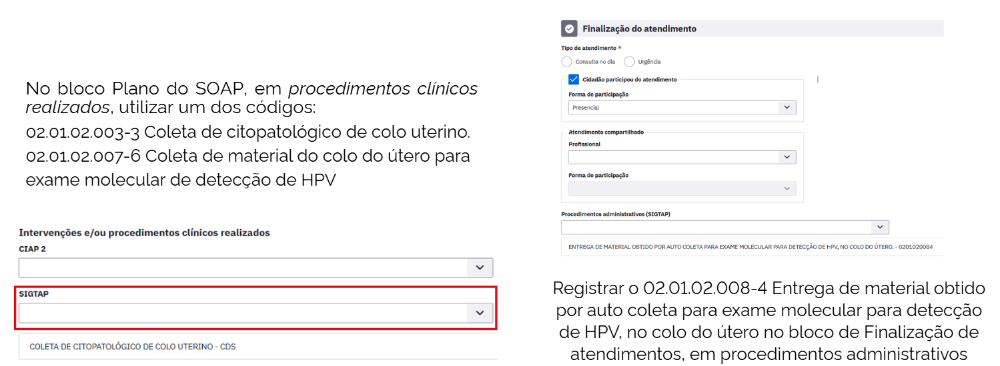 No bloco Plano do SOAP, em procedimentos clínicos
realizados, utilizar um dos códigos:
02.01.02.003-3 Coleta de citopatológico de colo uterino.
02.01.02.007-6 Coleta de material do colo do útero para
exame molecular de detecção de HPV
Intervenções e/ou procedimentos clínicos realizados
CIAP 2
SIGTAP
COLETA DE CITOPATOLÓGICO DE COLO UTERINO - CDS
Finalização do atendimento
Tipo de atendimento *
Consulta no dia Urgência
Cidadão participou do atendimento
Forma de participação
Presencial
Atendimento compartilhado
Profissional
Forma de participação
Procedimentos administrativos (SIGTAP)
ENTREGA DE MATERIAL OBTIDO POR AUTO COLETA PARA EXAME MOLECULAR PARA DETECÇÃO DE HPV, NO COLO DO ÚTERO. - 0201020084
Registrar o 02.01.02.008-4 Entrega de material obtido
por auto coleta para exame molecular para detecção
de HPV, no colo do útero no bloco de Finalização de
atendimentos, em procedimentos administrativos